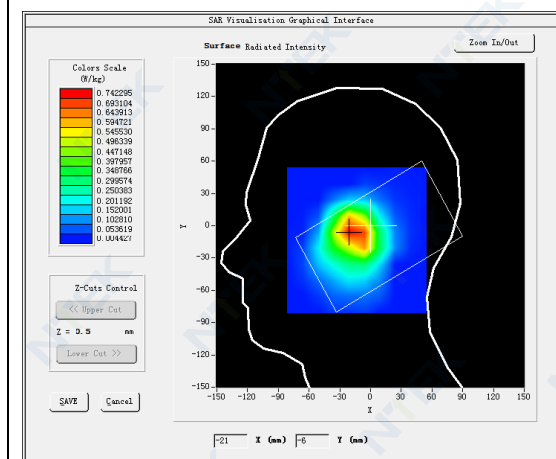 SAR Visualisation Graphical Interface
Surface Radiated Intensity
Zoom In/Out
Colors Scale
(W/kg)
0.742295
0.693104
0.643913
0.594721
0.545530
0.496339
0.447148
0.397957
0.348766
0.299574
0.250383
0.201192
0.152001
0.102810
0.053619
0.004427
150
120
90
60
30
0
-30
-60
-90
-120
-150
Y
-150 -120 -90 -60 -30 0 30 60 90 120 150
X
Z-Cuts Control
<< Upper Cut
Z = 0.5 mm
Lower Cut >>
SAVE Cancel
-21 X (mm) -6 Y (mm)
NTEK